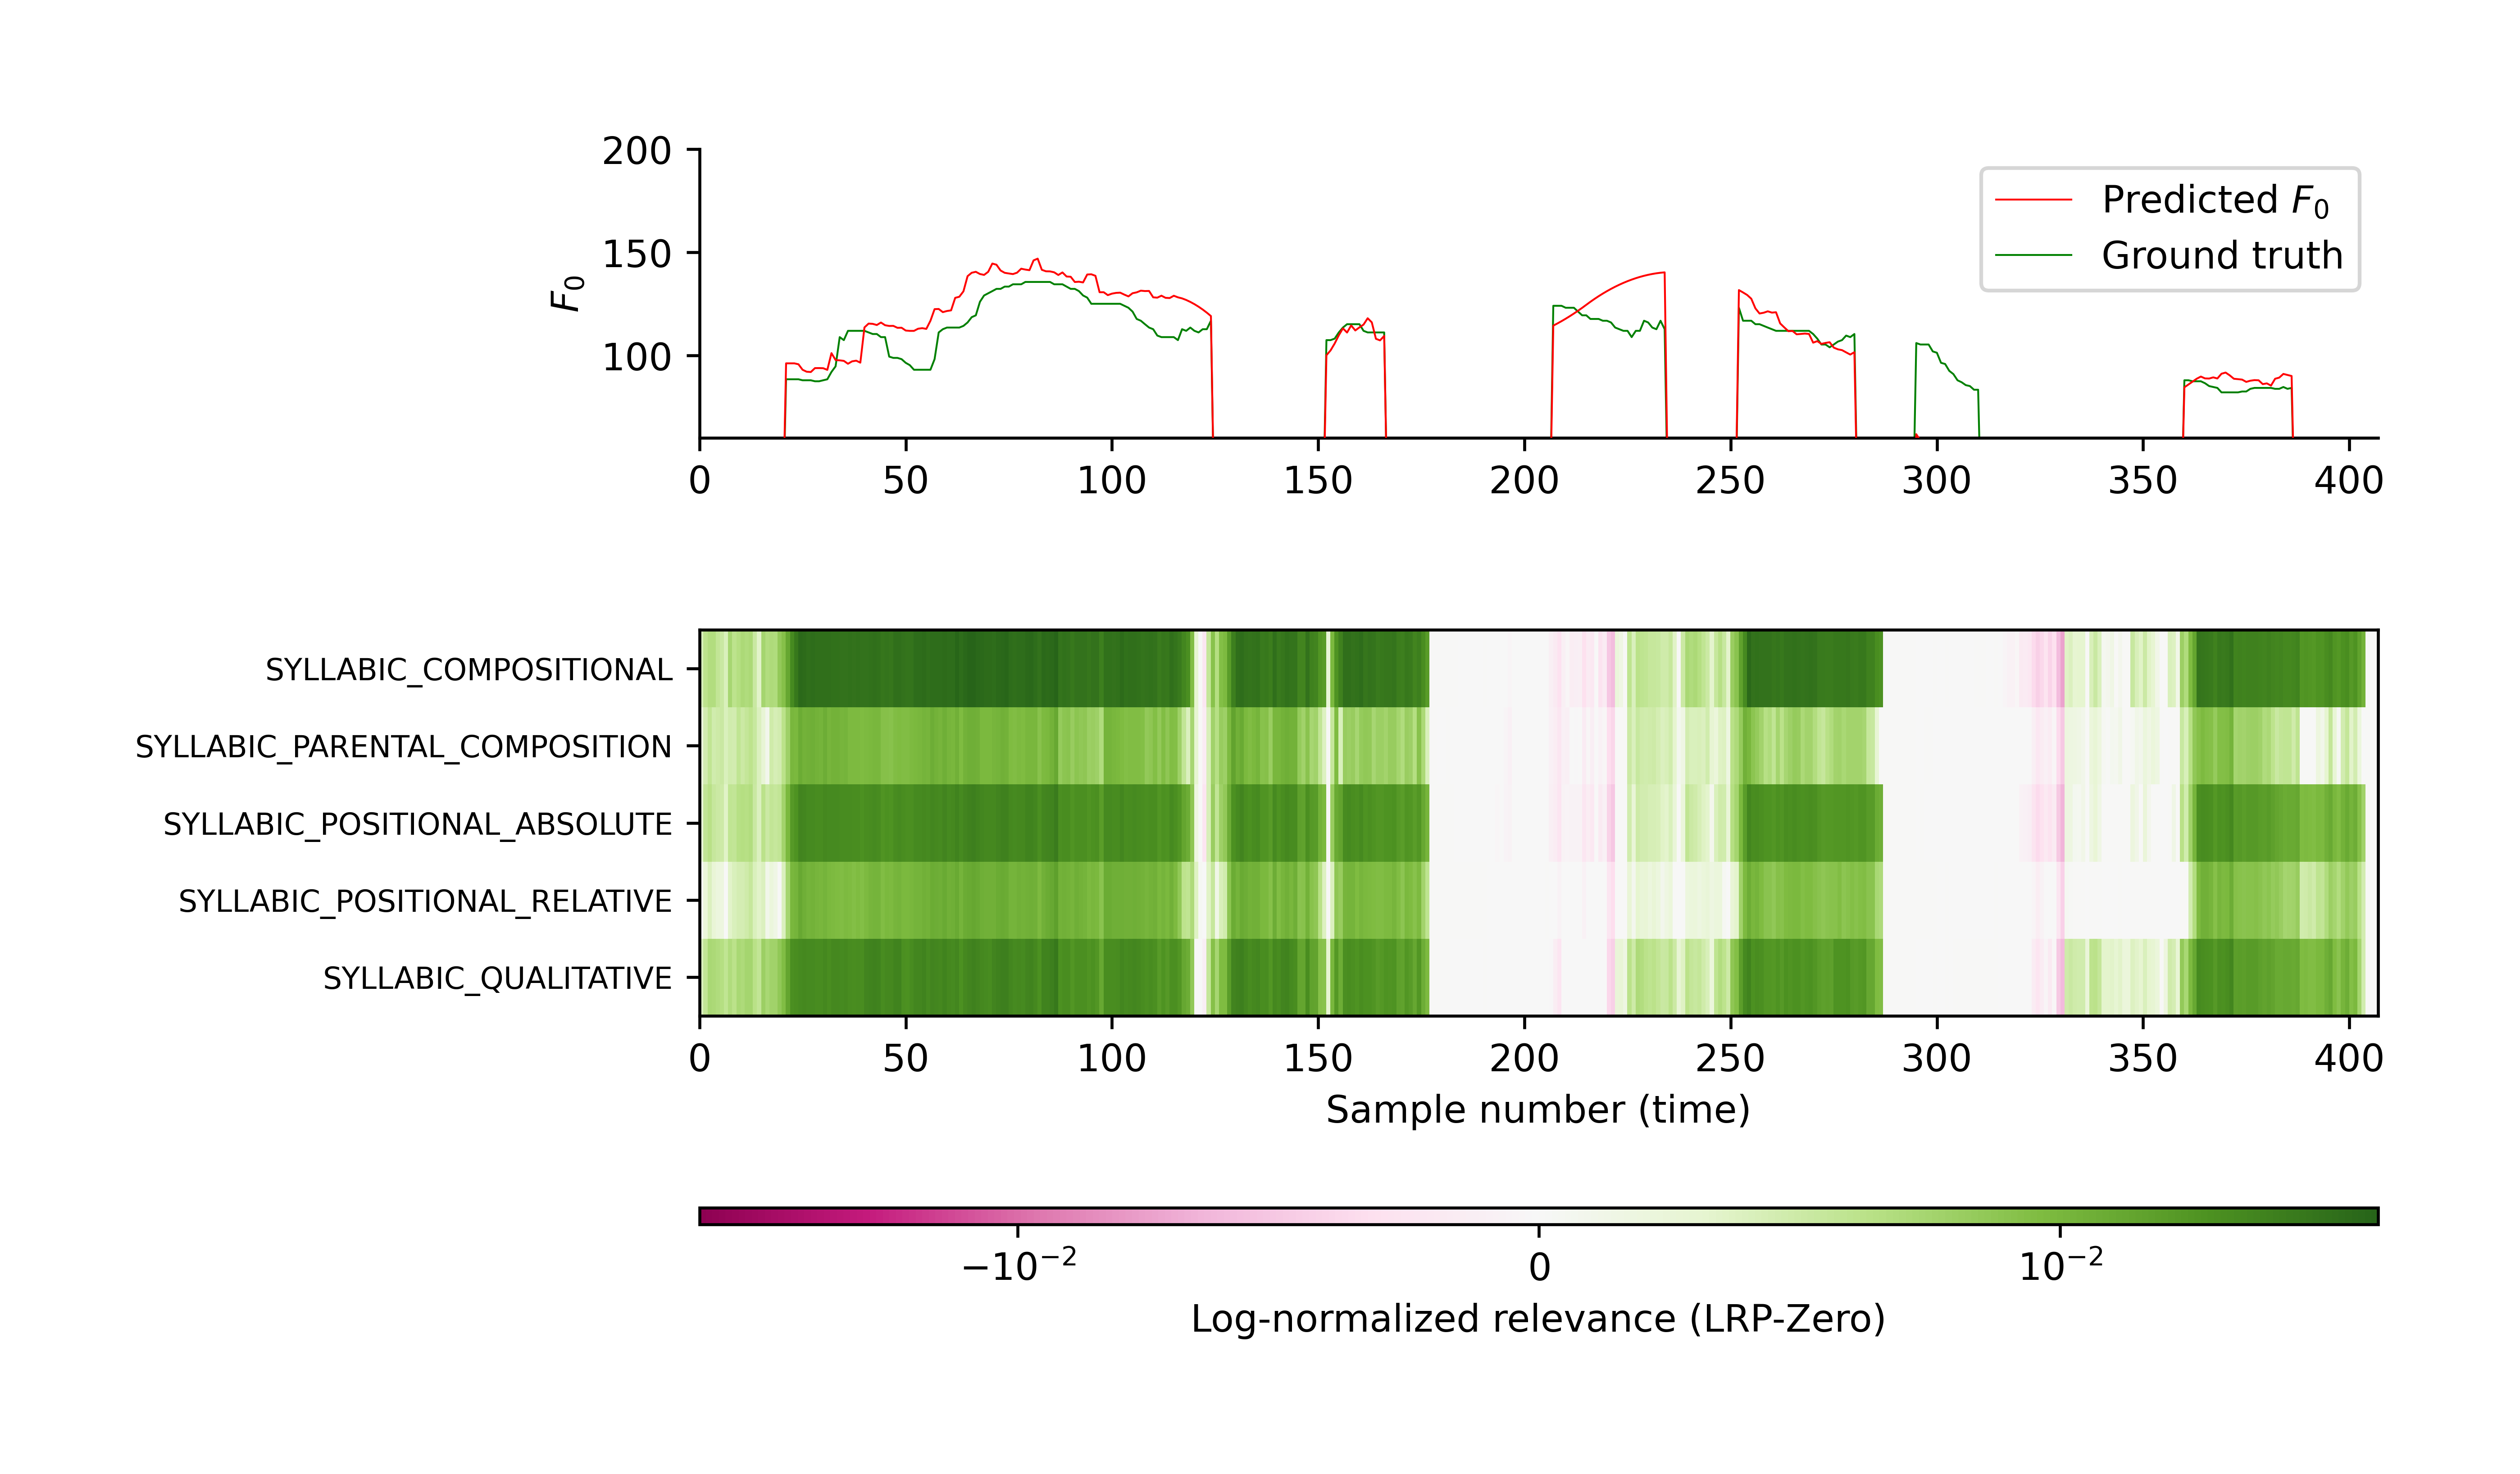 200
150
100
F₀
Predicted F₀
Ground truth
0 50 100 150 200 250 300 350 400
SYLLABIC_COMPOSITIONAL
SYLLABIC_PARENTAL_COMPOSITION
SYLLABIC_POSITIONAL_ABSOLUTE
SYLLABIC_POSITIONAL_RELATIVE
SYLLABIC_QUALITATIVE
0 50 100 150 200 250 300 350 400
Sample number (time)
−10⁻² 0 10⁻²
Log-normalized relevance (LRP-Zero)